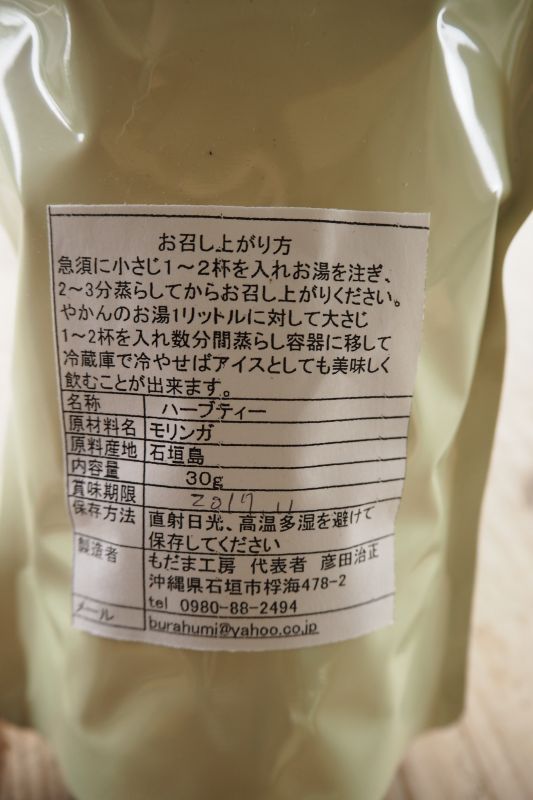 お召し上がり方
急須に小さじ1～2杯を入れお湯を注ぎ、
2～3分蒸らしてからお召し上がりください。
やかんのお湯1リットルに対して大さじ
1～2杯を入れ数分間蒸らし容器に移して
冷蔵庫で冷やせばアイスとしても美味しく
飲むことが出来ます。
名称 ハーブティー
原材料名 モリンガ
原料産地 石垣島
内容量 30g
賞味期限 2017 11
保存方法 直射日光、高温多湿を避けて
保存してください
製造者 もだま工房 代表者 彦田治正
沖縄県石垣市桴海478-2
tel 0980-88-2494
メール burahumi@yahoo.co.jp